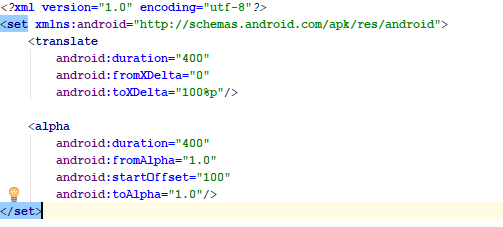 <?xml version="1.0" encoding="utf-8"?>
<set xmlns:android="http://schemas.android.com/apk/res/android">
    <translate
        android:duration="400"
        android:fromXDelta="0"
        android:toXDelta="100%p"/>

    <alpha
        android:duration="400"
        android:fromAlpha="1.0"
        android:startOffset="100"
        android:toAlpha="1.0"/>
</set>